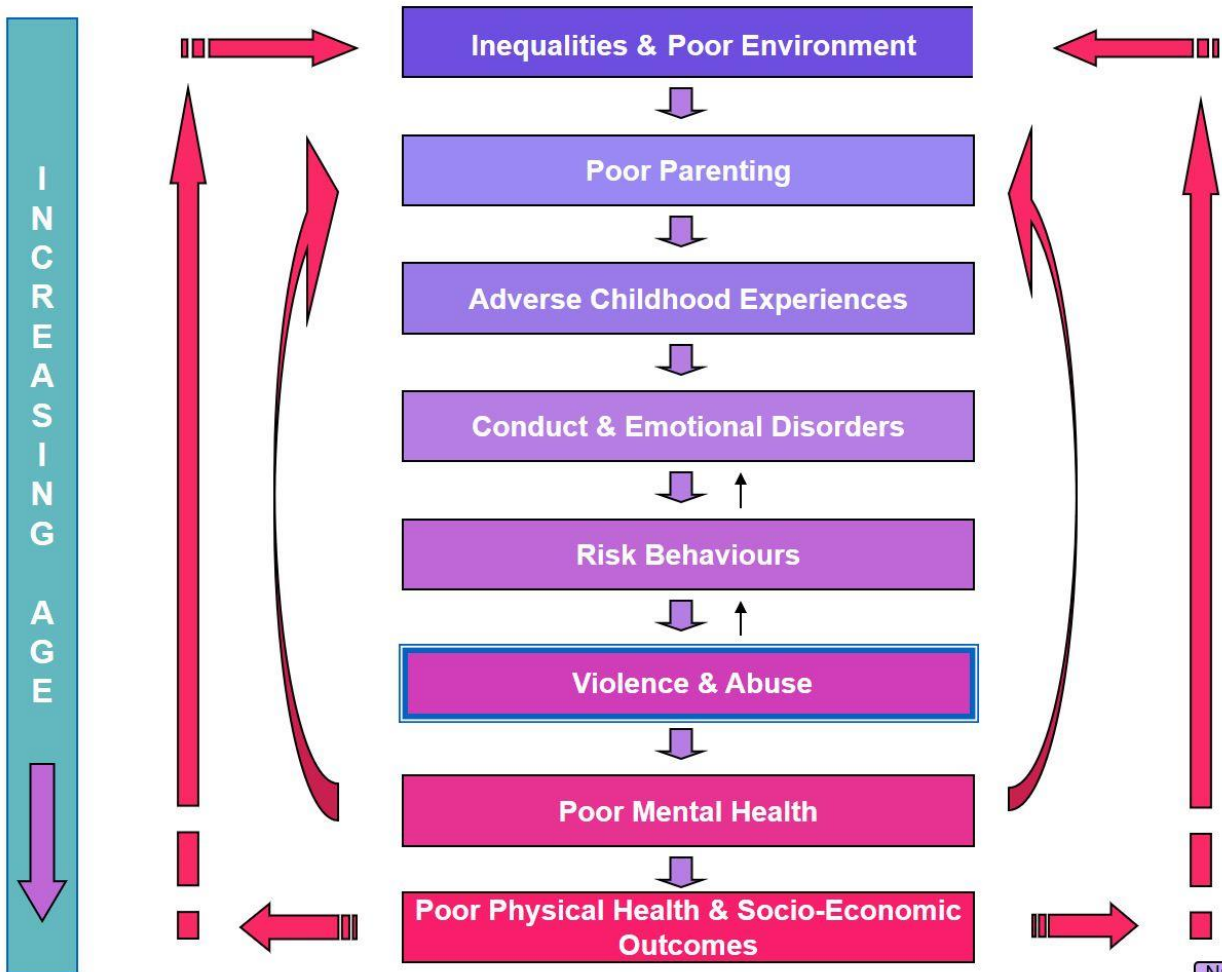 INCREASING AGE
Inequalities & Poor Environment
Poor Parenting
Adverse Childhood Experiences
Conduct & Emotional Disorders
Risk Behaviours
Violence & Abuse
Poor Mental Health
Poor Physical Health & Socio-Economic
Outcomes